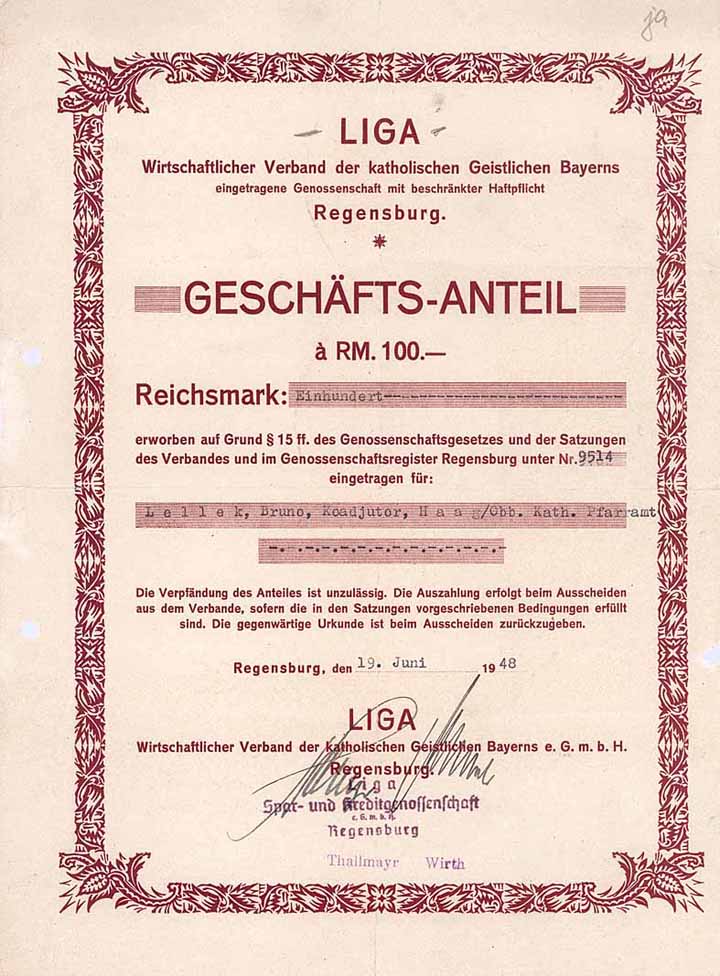 ja
LIGA
Wirtschaftlicher Verband der katholischen Geistlichen Bayerns
eingetragene Genossenschaft mit beschränkter Haftpflicht
Regensburg.
GESCHÄFTS-ANTEIL
à RM. 100.—
Reichsmark: Einhundert
erworben auf Grund § 15 ff. des Genossenschaftsgesetzes und der Satzungen
des Verbandes und im Genossenschaftsregister Regensburg unter Nr. 9514
eingetragen für:
Lellek, Bruno, Koadjutor, Haag/Obb. Kath. Pfarramt
Die Verpfändung des Anteiles ist unzulässig. Die Auszahlung erfolgt beim Ausscheiden
aus dem Verbande, sofern die in den Satzungen vorgeschriebenen Bedingungen erfüllt
sind. Die gegenwärtige Urkunde ist beim Ausscheiden zurückzugeben.
Regensburg, den 19. Juni 1948
LIGA
Wirtschaftlicher Verband der katholischen Geistlichen Bayerns e. G. m. b. H.
Regensburg.
Liga
Spar- und Kreditgenossenschaft
e. G. m. b. H.
Regensburg
Thallmayr Wirth